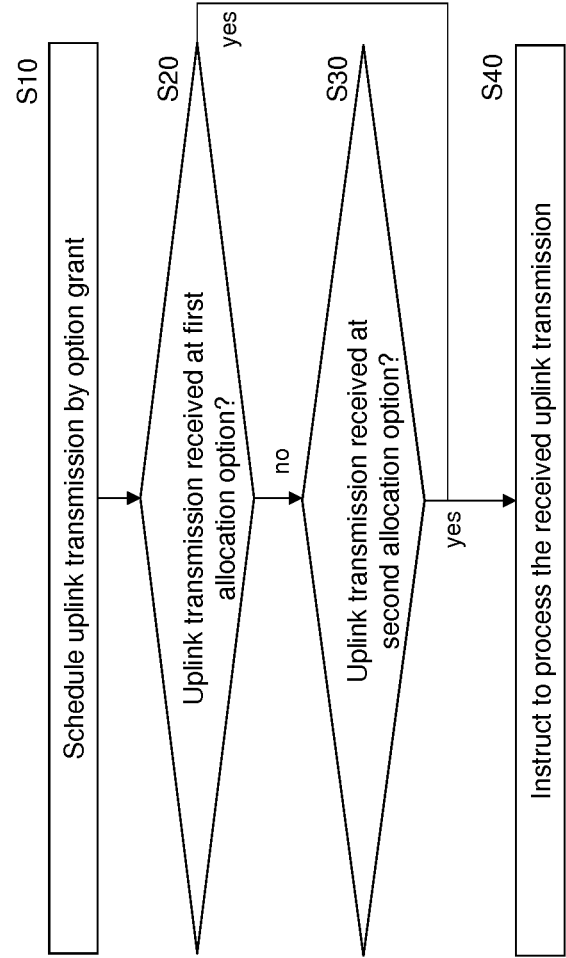 S10
Schedule uplink transmission by option grant
S20
yes
Uplink transmission received at first
allocation option?
no
S30
Uplink transmission received at
second allocation option?
yes
S40
Instruct to process the received uplink transmission